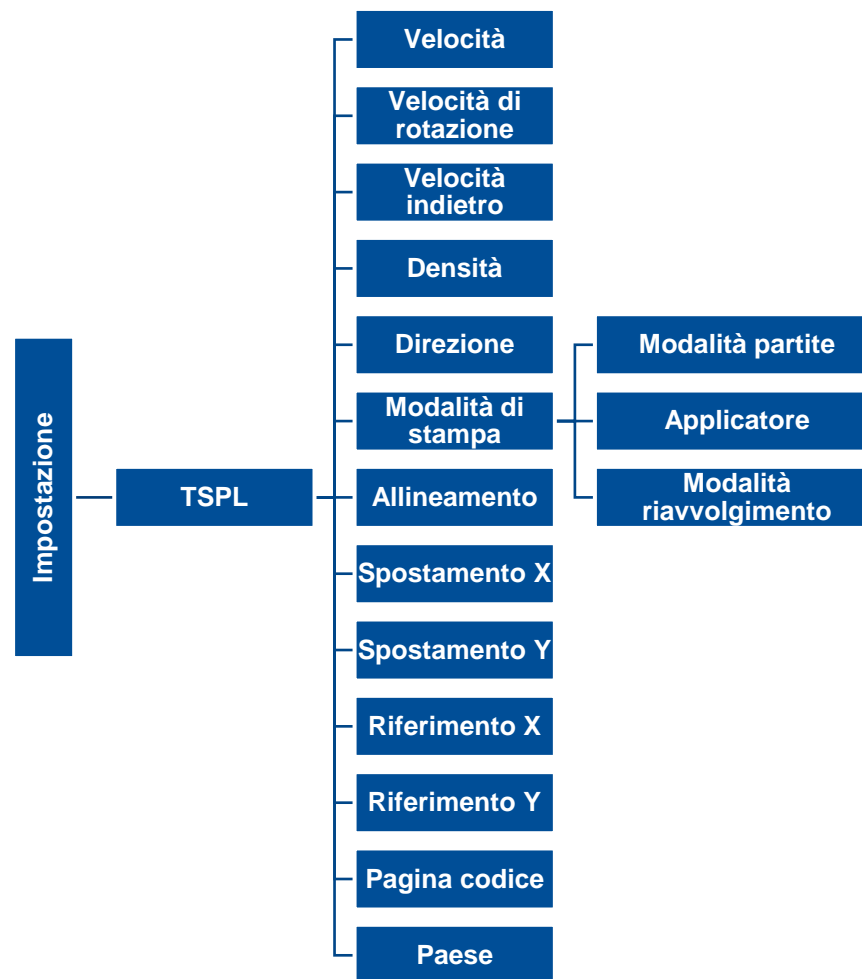 Impostazione
TSPL
Velocità
Velocità di
rotazione
Velocità
indietro
Densità
Direzione
Modalità di
stampa
Modalità partite
Applicatore
Modalità
riavvolgimento
Allineamento
Spostamento X
Spostamento Y
Riferimento X
Riferimento Y
Pagina codice
Paese